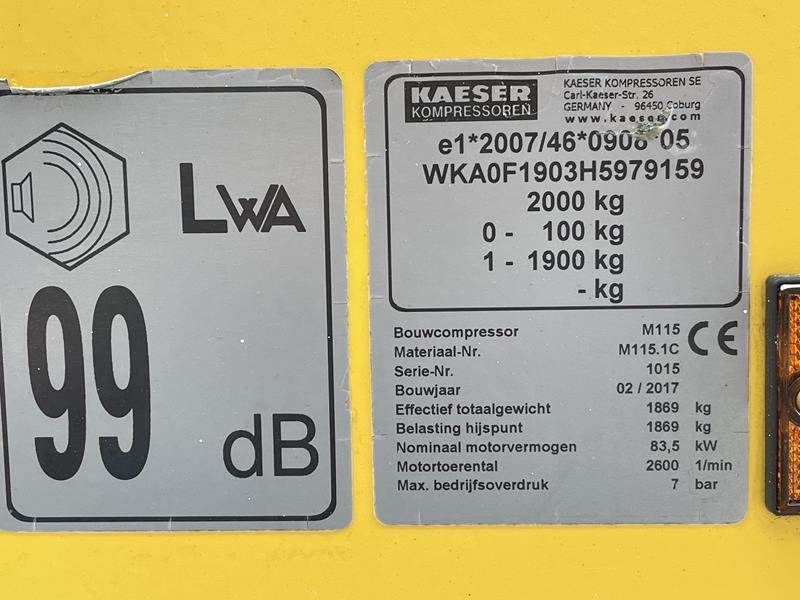 LWA
99
dB
KAESER
KOMPRESSOREN
KAESER KOMPRESSOREN SE
Carl-Kaeser-Str. 26
GERMANY - 96450 Coburg
www.kaeser.com
e1*2007/46*0908*05
WKA0F1903H5979159
2000 kg
0 - 100 kg
1 - 1900 kg
- kg
Bouwcompressor M115
Materiaal-Nr. M115.1C
Serie-Nr. 1015
Bouwjaar 02 / 2017
Effectief totaalgewicht 1869 kg
Belasting hijspunt 1869 kg
Nominaal motorvermogen 83,5 kW
Motortoerental 2600 1/min
Max. bedrijfsoverdruk 7 bar
CE